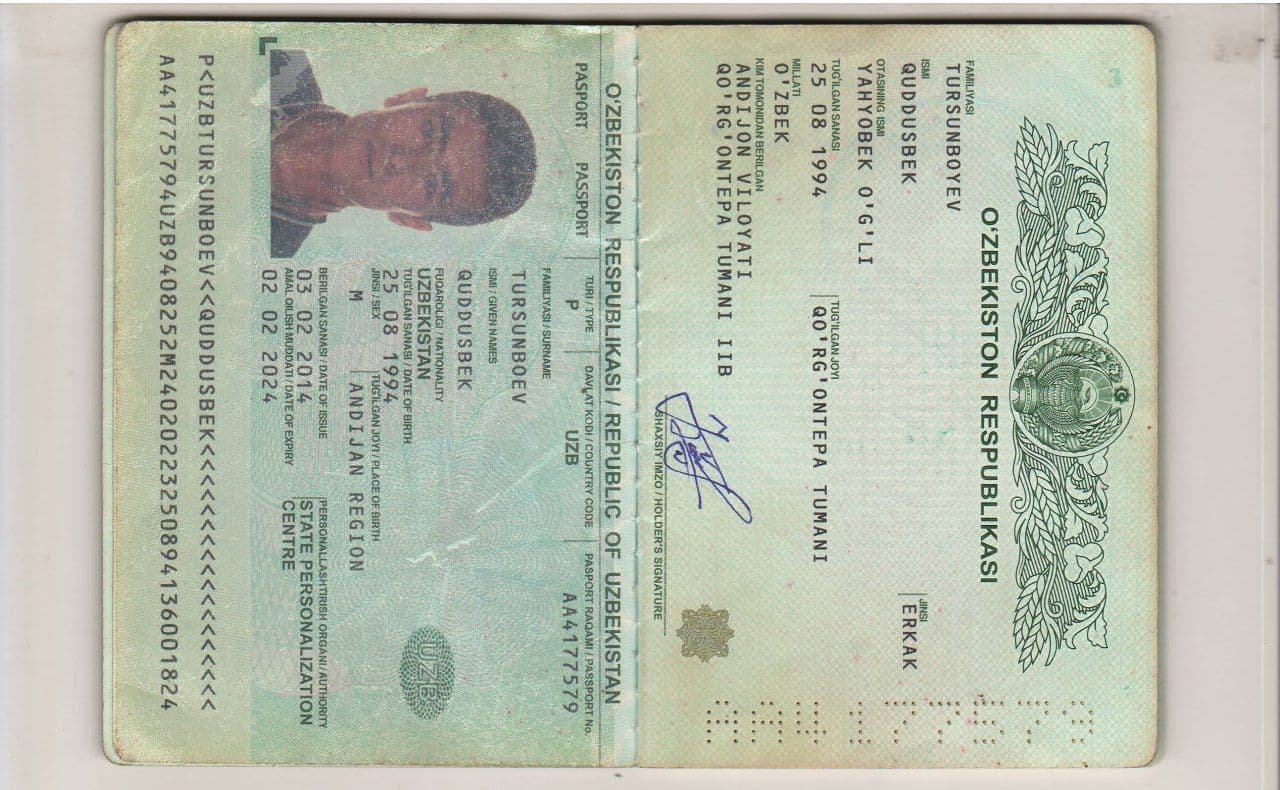 O‘ZBEKISTON RESPUBLIKASI
FAMILIYASI
TURSUNBOYEV
ISMI
QUDDUSBEK
JINSI
ERKAK
OTASINING ISMI
YAHYOBEK O'G'LI
TUG‘ILGAN SANASI
25 08 1994
TUG‘ILGAN JOYI
QO'RG'ONTEPA TUMANI
MILLATI
O'ZBEK
KIM TOMONIDAN BERILGAN
ANDIJON VILOYATI
QO'RG'ONTEPA TUMANI IIB
SHAXSIY IMZO / HOLDER'S SIGNATURE
O‘ZBEKISTON RESPUBLIKASI / REPUBLIC OF UZBEKISTAN
PASPORT PASSPORT
TURI / TYPE
P
DAVLAT KODI / COUNTRY CODE
UZB
PASPORT RAQAMI / PASSPORT No.
AA4177579
FAMILIYASI / SURNAME
TURSUNBOEV
ISMI / GIVEN NAMES
QUDDUSBEK
FUQAROLIGI / NATIONALITY
UZBEKISTAN
UZB
TUG‘ILGAN SANASI / DATE OF BIRTH
25 08 1994
JINSI / SEX
M
TUG‘ILGAN JOYI / PLACE OF BIRTH
ANDIJAN REGION
BERILGAN SANASI / DATE OF ISSUE
03 02 2014
PERSONALLASHTIRISH ORGANI / AUTHORITY
STATE PERSONALIZATION
CENTRE
AMAL QILISH MUDDATI / DATE OF EXPIRY
02 02 2024
P<UZBTURSUNBOEV<<QUDDUSBEK<<<<<<<<<<<<<<<<<<
AA41775794UZB9408252M24020223250894136001824